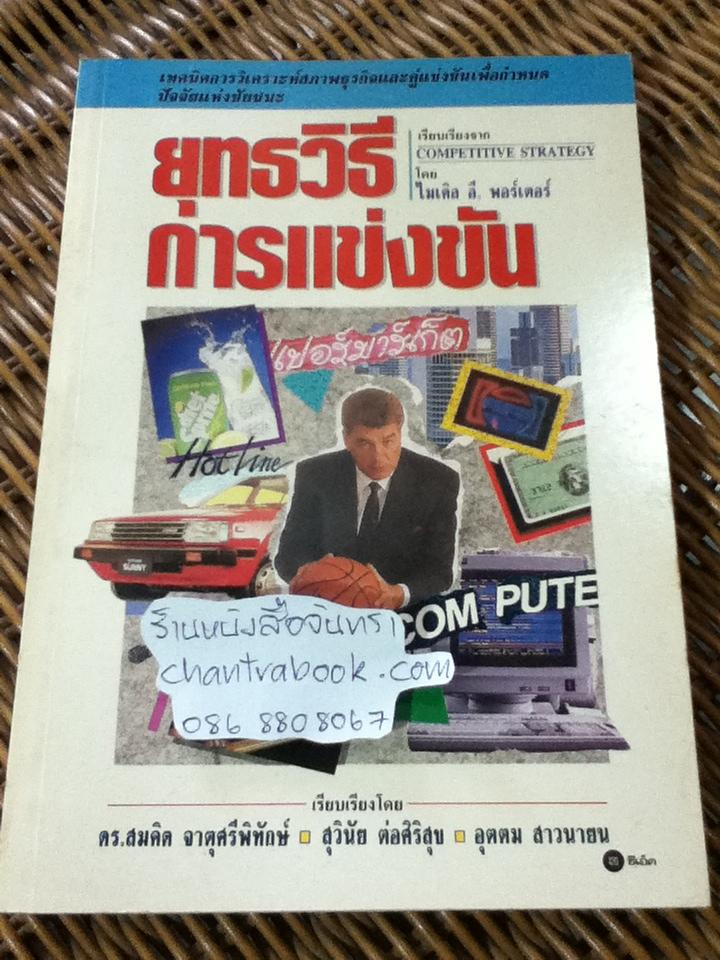 เทคนิคการวิเคราะห์สภาพธุรกิจและคู่แข่งขันเพื่อกำหนด
ปัจจัยแห่งชัยชนะ
ยุทธวิธี
การแข่งขัน
เรียบเรียงจาก
COMPETITIVE STRATEGY
โดย
ไมเคิล อี. พอร์เตอร์
เปอร์มาร์เก็ต
Hotline
SUNNY
COM PUTE
ร้านหนังสือจันทรา
chantrabook.com
086 8808067
เรียบเรียงโดย
ดร.สมคิด จาตุศรีพิทักษ์ สุวินัย ต่อศิริสุข อุตตม สาวนายน
ซีเอ็ด